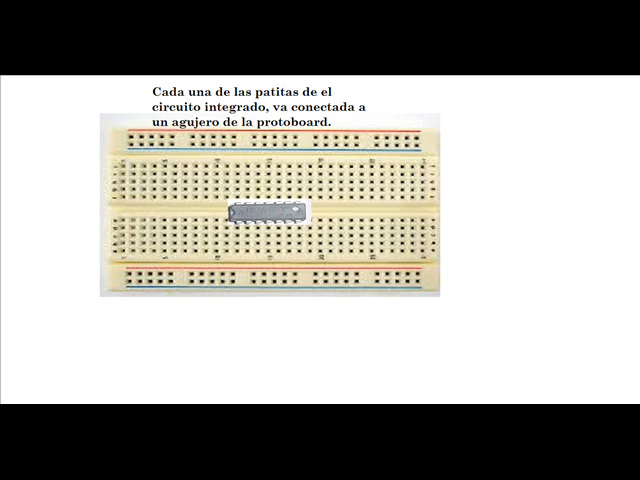 Cada una de las patitas de el
circuito integrado, va conectada a
un agujero de la protoboard.